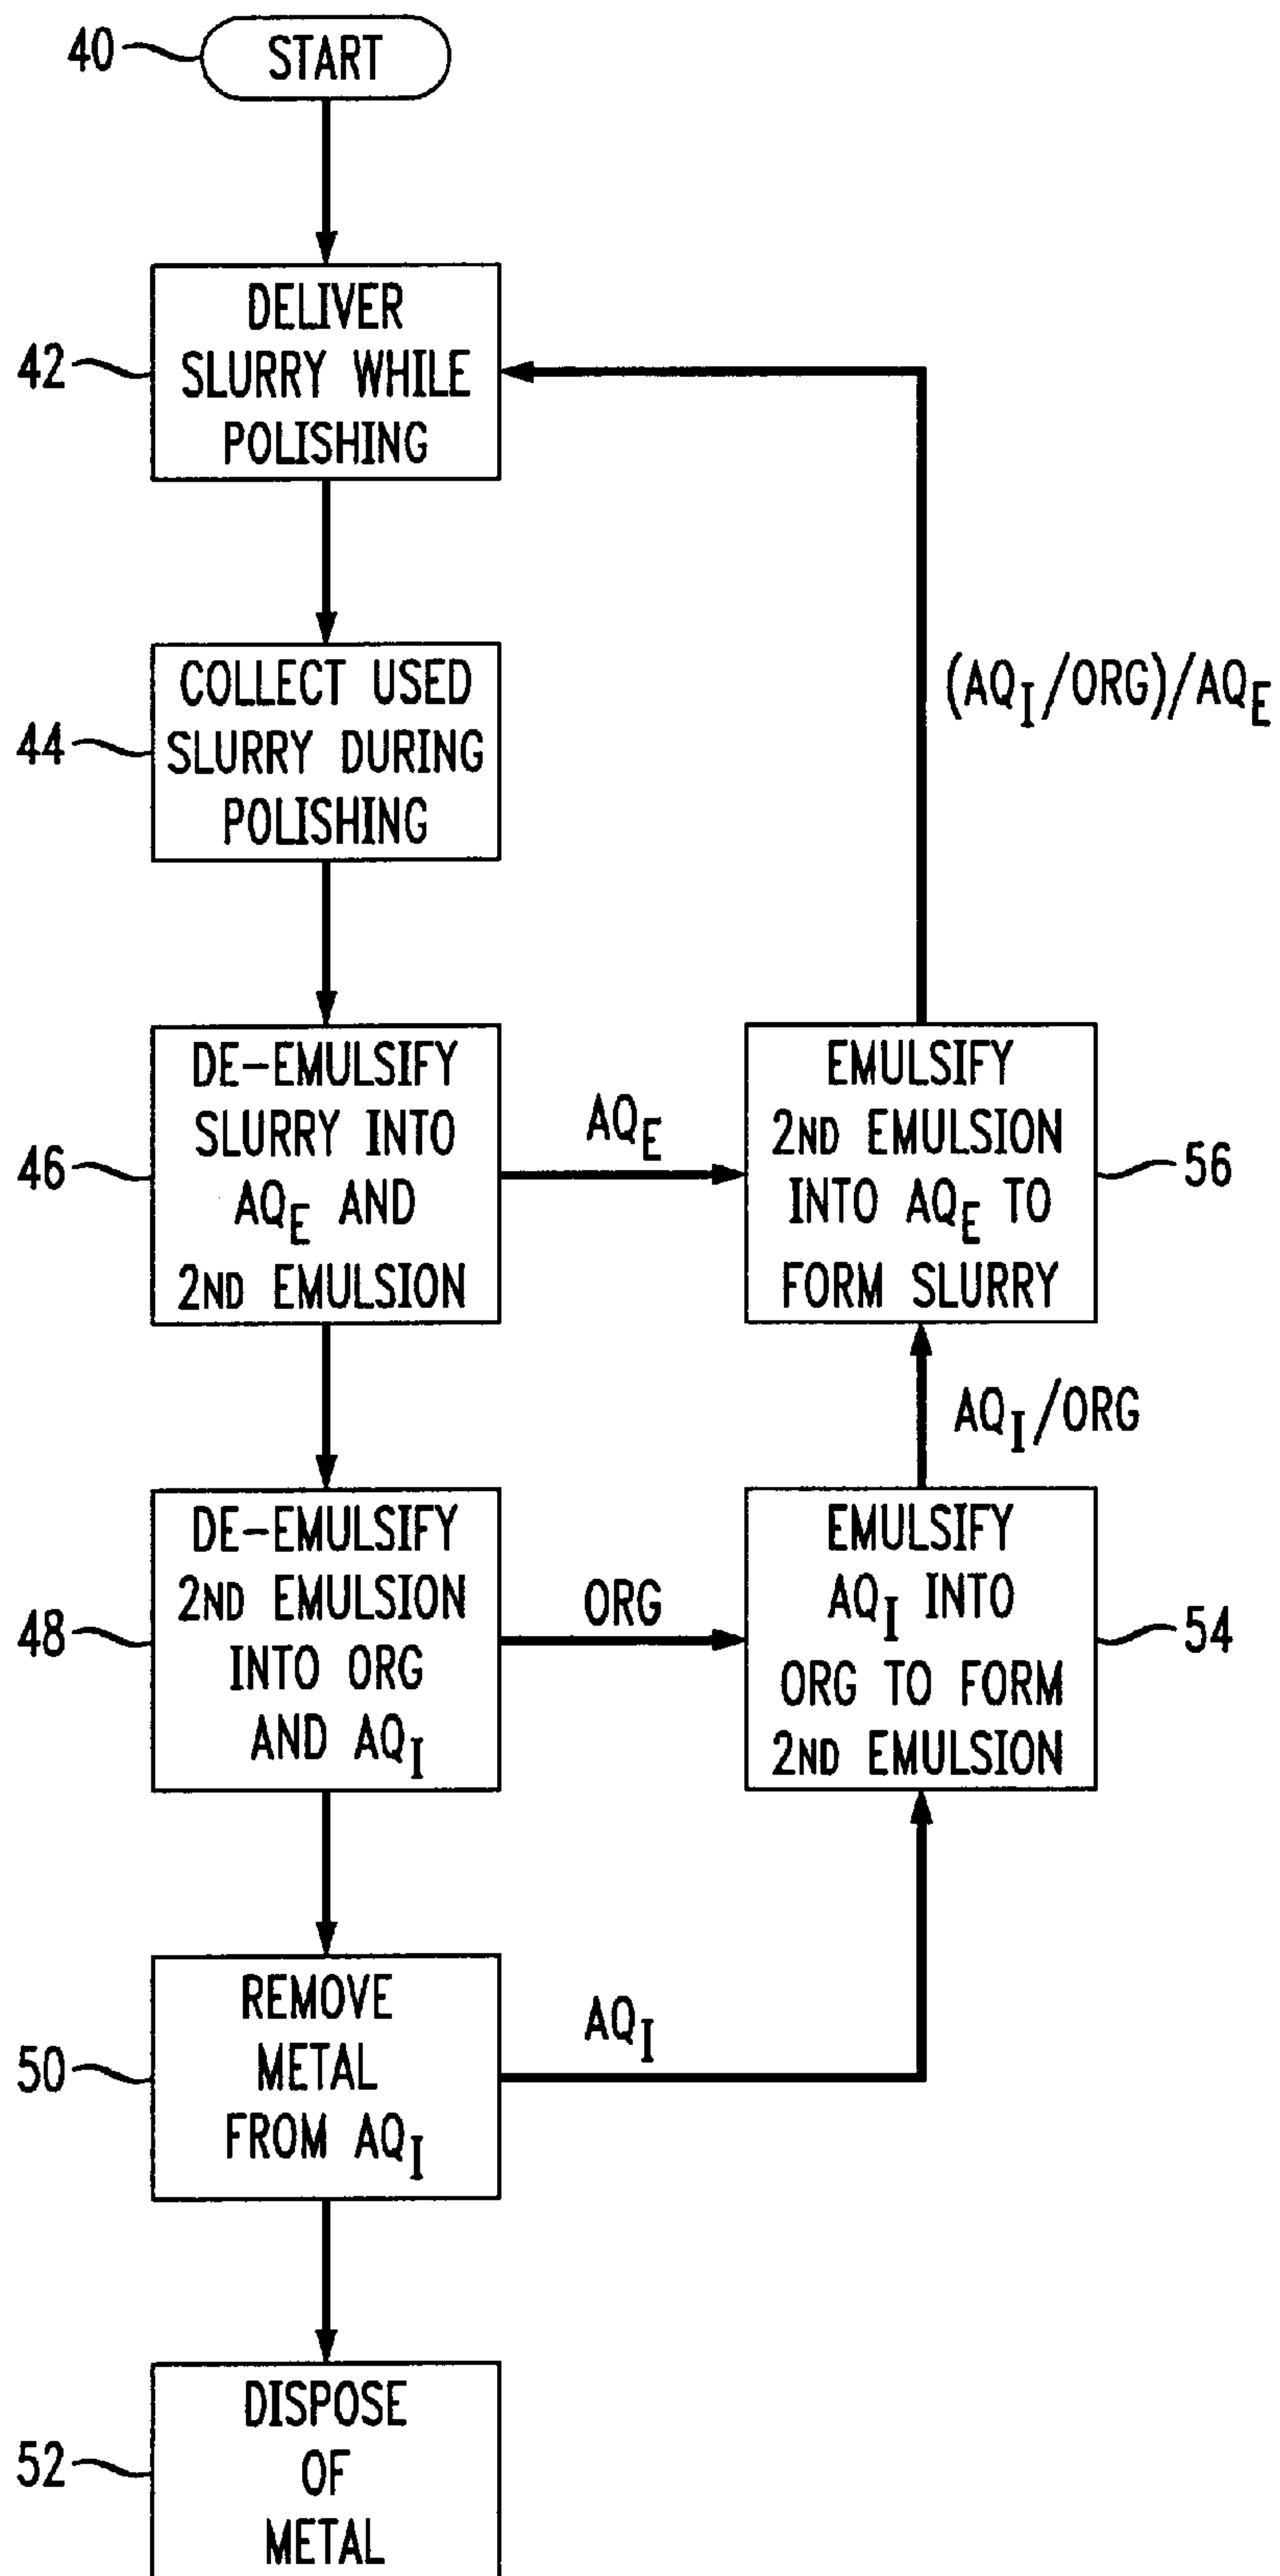 40
START
42
DELIVER
SLURRY WHILE
POLISHING
44
COLLECT USED
SLURRY DURING
POLISHING
(AQI/ORG)/AQE
46
DE-EMULSIFY
SLURRY INTO
AQE AND
2ND EMULSION
AQE
EMULSIFY
2ND EMULSION
INTO AQE TO
FORM SLURRY
56
AQI/ORG
48
DE-EMULSIFY
2ND EMULSION
INTO ORG
AND AQI
ORG
EMULSIFY
AQI INTO
ORG TO FORM
2ND EMULSION
54
50
REMOVE
METAL
FROM AQI
AQI
52
DISPOSE
OF
METAL